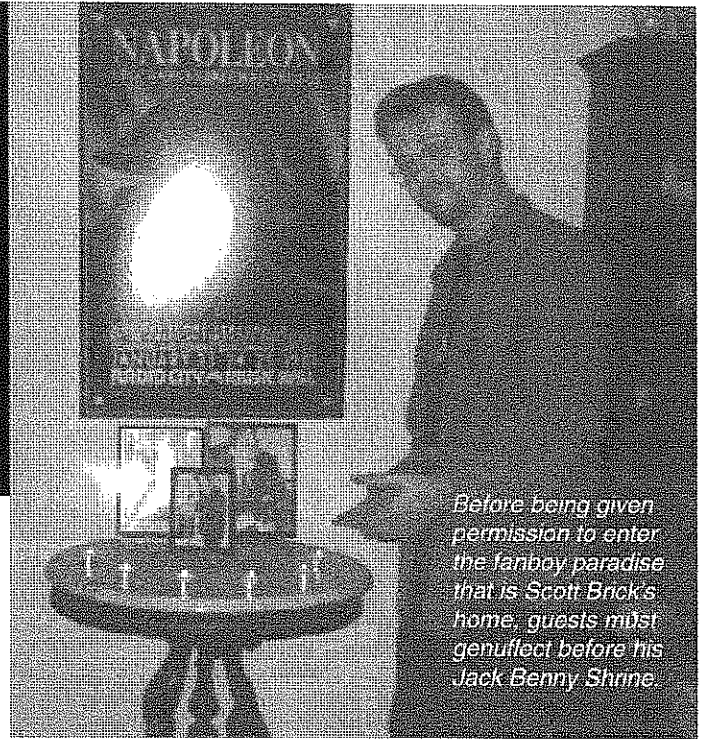 NAPOLEON
Before being given
permission to enter
the fanboy paradise
that is Scott Brick's
home, guests must
genuflect before his
Jack Benny Shrine.